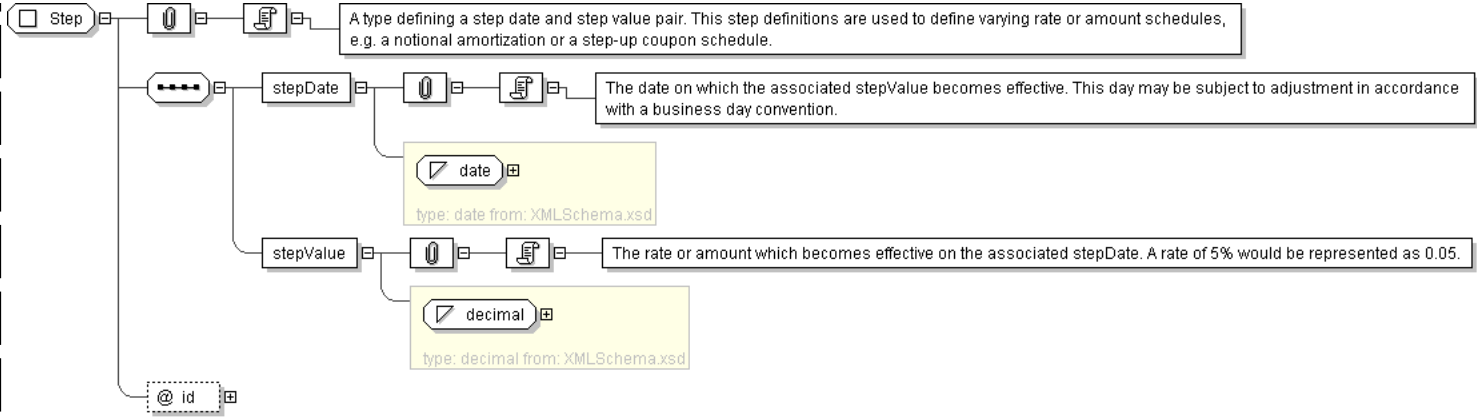 Step
A type defining a step date and step value pair. This step definitions are used to define varying rate or amount schedules,
e.g. a notional amortization or a step-up coupon schedule.
stepDate
The date on which the associated stepValue becomes effective. This day may be subject to adjustment in accordance
with a business day convention.
date
type: date from: XMLSchema.xsd
stepValue
The rate or amount which becomes effective on the associated stepDate. A rate of 5% would be represented as 0.05.
decimal
type: decimal from: XMLSchema.xsd
@ id